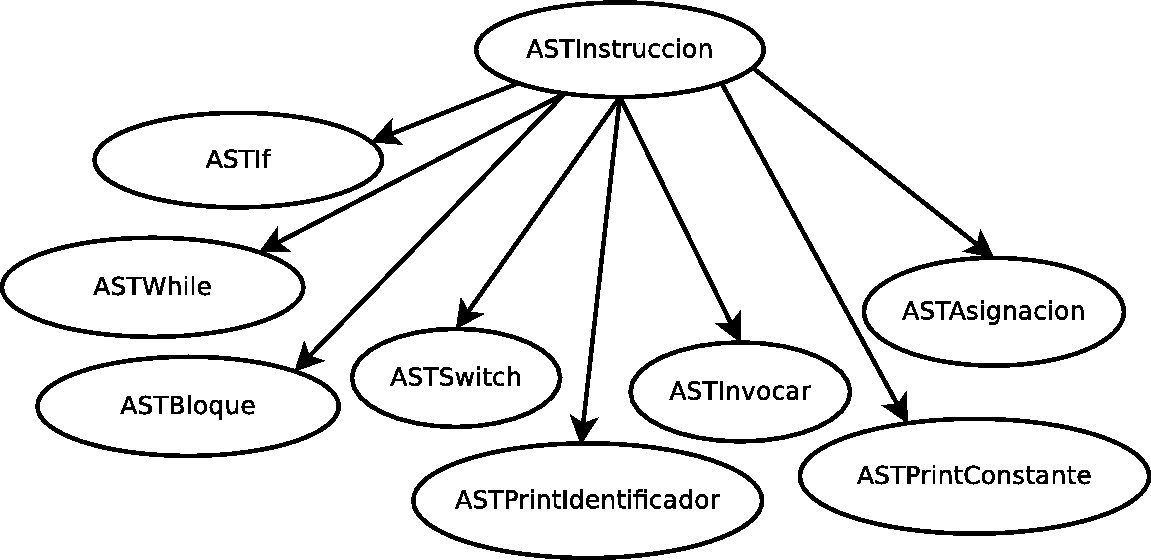 ASTInstruccion
ASTIf
ASTWhile
ASTAsignacion
ASTSwitch
ASTInvocar
ASTBloque
ASTPrintConstante
ASTPrintIdentificador